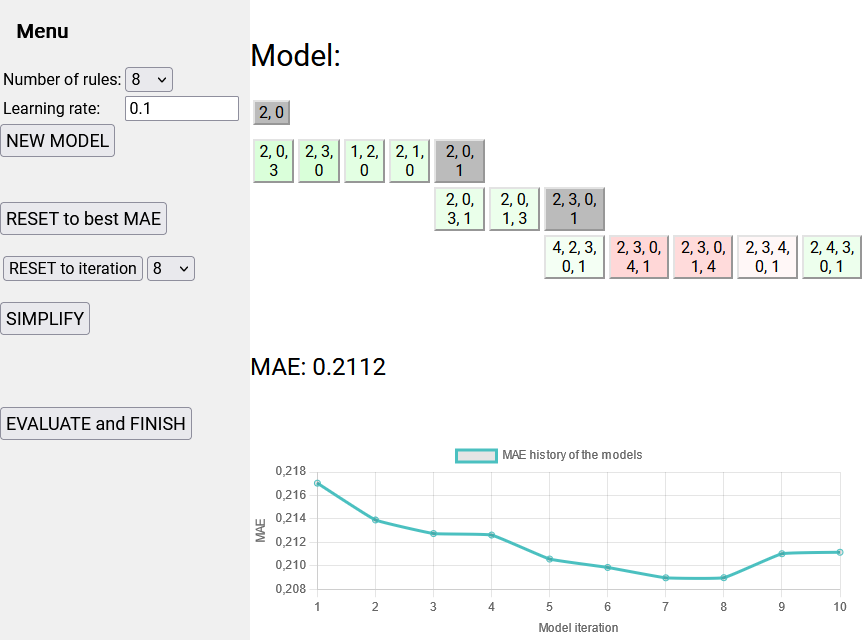 Menu
Number of rules: 8
Learning rate: 0.1
NEW MODEL
RESET to best MAE
RESET to iteration 8
SIMPLIFY
EVALUATE and FINISH
Model:
2, 0
2, 0,
3
2, 3,
0
1, 2,
0
2, 1,
0
2, 0,
1
2, 0,
3, 1
2, 0,
1, 3
2, 3, 0,
1
4, 2, 3,
0, 1
2, 3, 0,
4, 1
2, 3, 0,
1, 4
2, 3, 4,
0, 1
2, 4, 3,
0, 1
MAE: 0.2112
MAE history of the models
0,218
0,216
0,214
0,212
0,210
0,208
MAE
1 2 3 4 5 6 7 8 9 10
Model iteration